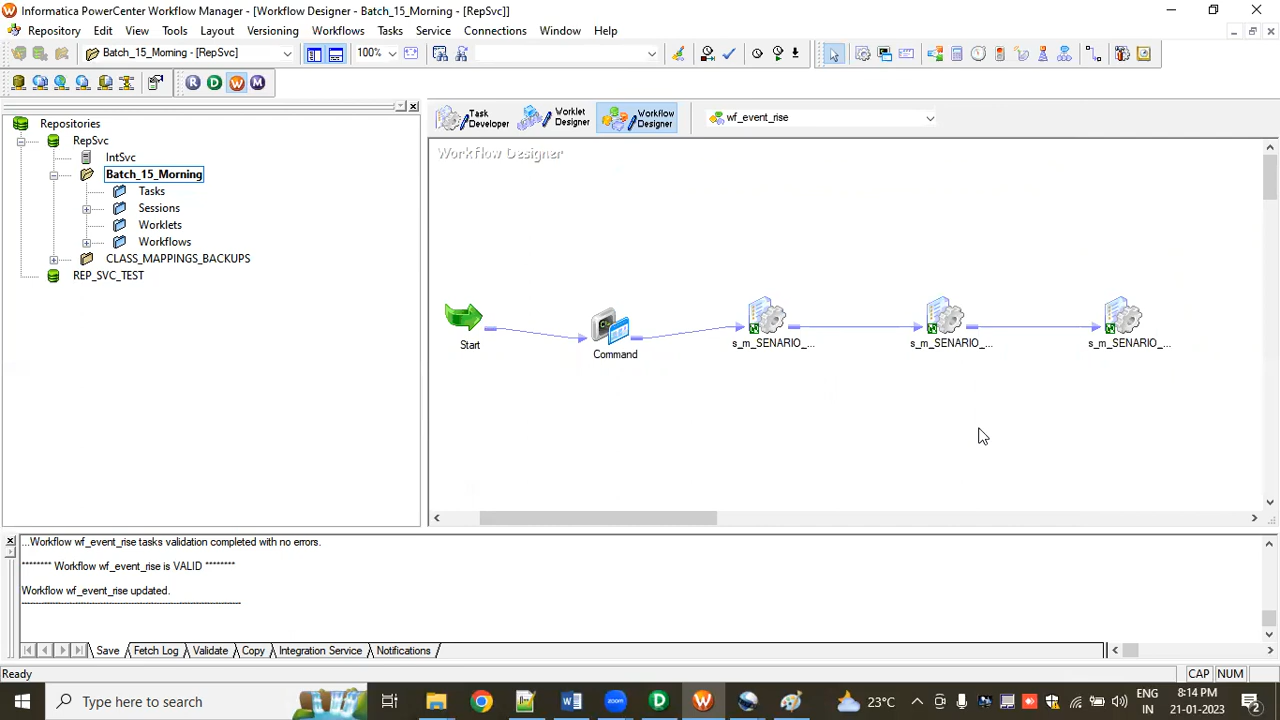 Informatica PowerCenter Workflow Manager - [Workflow Designer - Batch_15_Morning - [RepSvc]]
Repository Edit View Tools Layout Versioning Workflows Tasks Service Connections Window Help
Batch_15_Morning - [RepSvc] 100%
R D W M
Task Developer
Worklet Designer
Workflow Designer
wf_event_rise
Repositories
RepSvc
IntSvc
Batch_15_Morning
Tasks
Sessions
Worklets
Workflows
CLASS_MAPPINGS_BACKUPS
REP_SVC_TEST
Workflow Designer
Start
Command
s_m_SENARIO_...
s_m_SENARIO_...
s_m_SENARIO_...
...Workflow wf_event_rise tasks validation completed with no errors.
******** Workflow wf_event_rise is VALID ********
Workflow wf_event_rise updated.
Save Fetch Log Validate Copy Integration Service Notifications
Ready
CAP NUM
Type here to search
zoom
D
W
23°C
ENG
IN
8:14 PM
21-01-2023
2